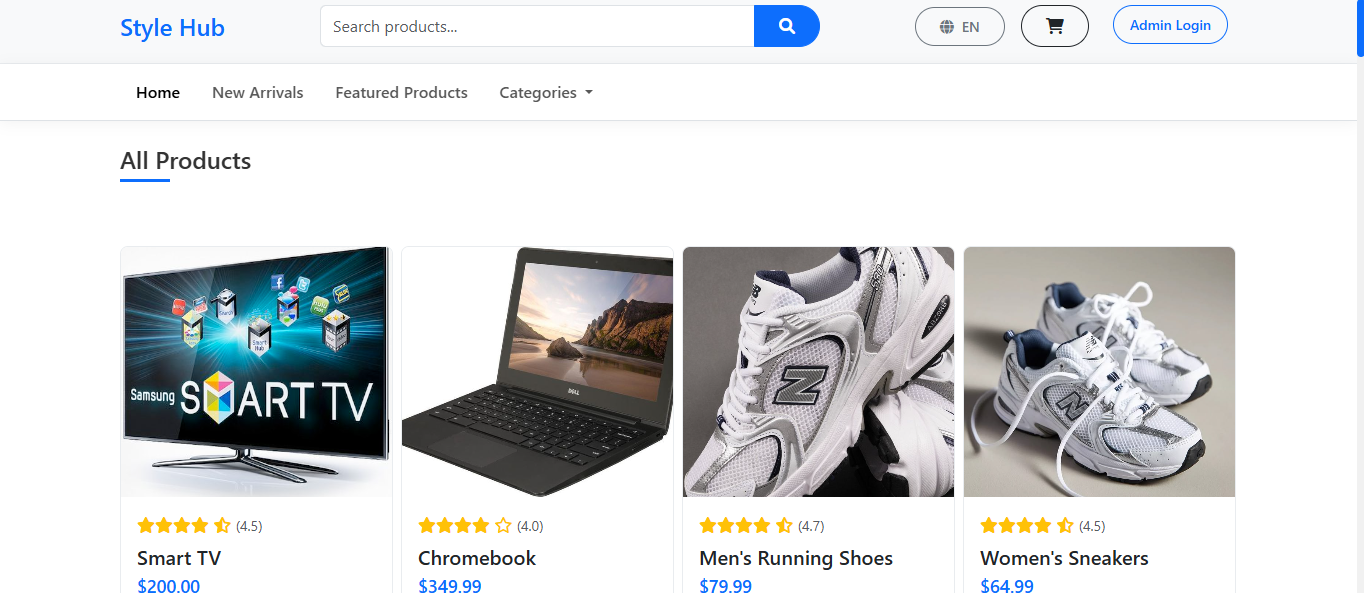 Style Hub
Search products...
EN
Admin Login
Home
New Arrivals
Featured Products
Categories
All Products
Samsung SMART TV
DELL
(4.5)
(4.0)
(4.7)
(4.5)
Smart TV
Chromebook
Men's Running Shoes
Women's Sneakers
$200.00
$349.99
$79.99
$64.99